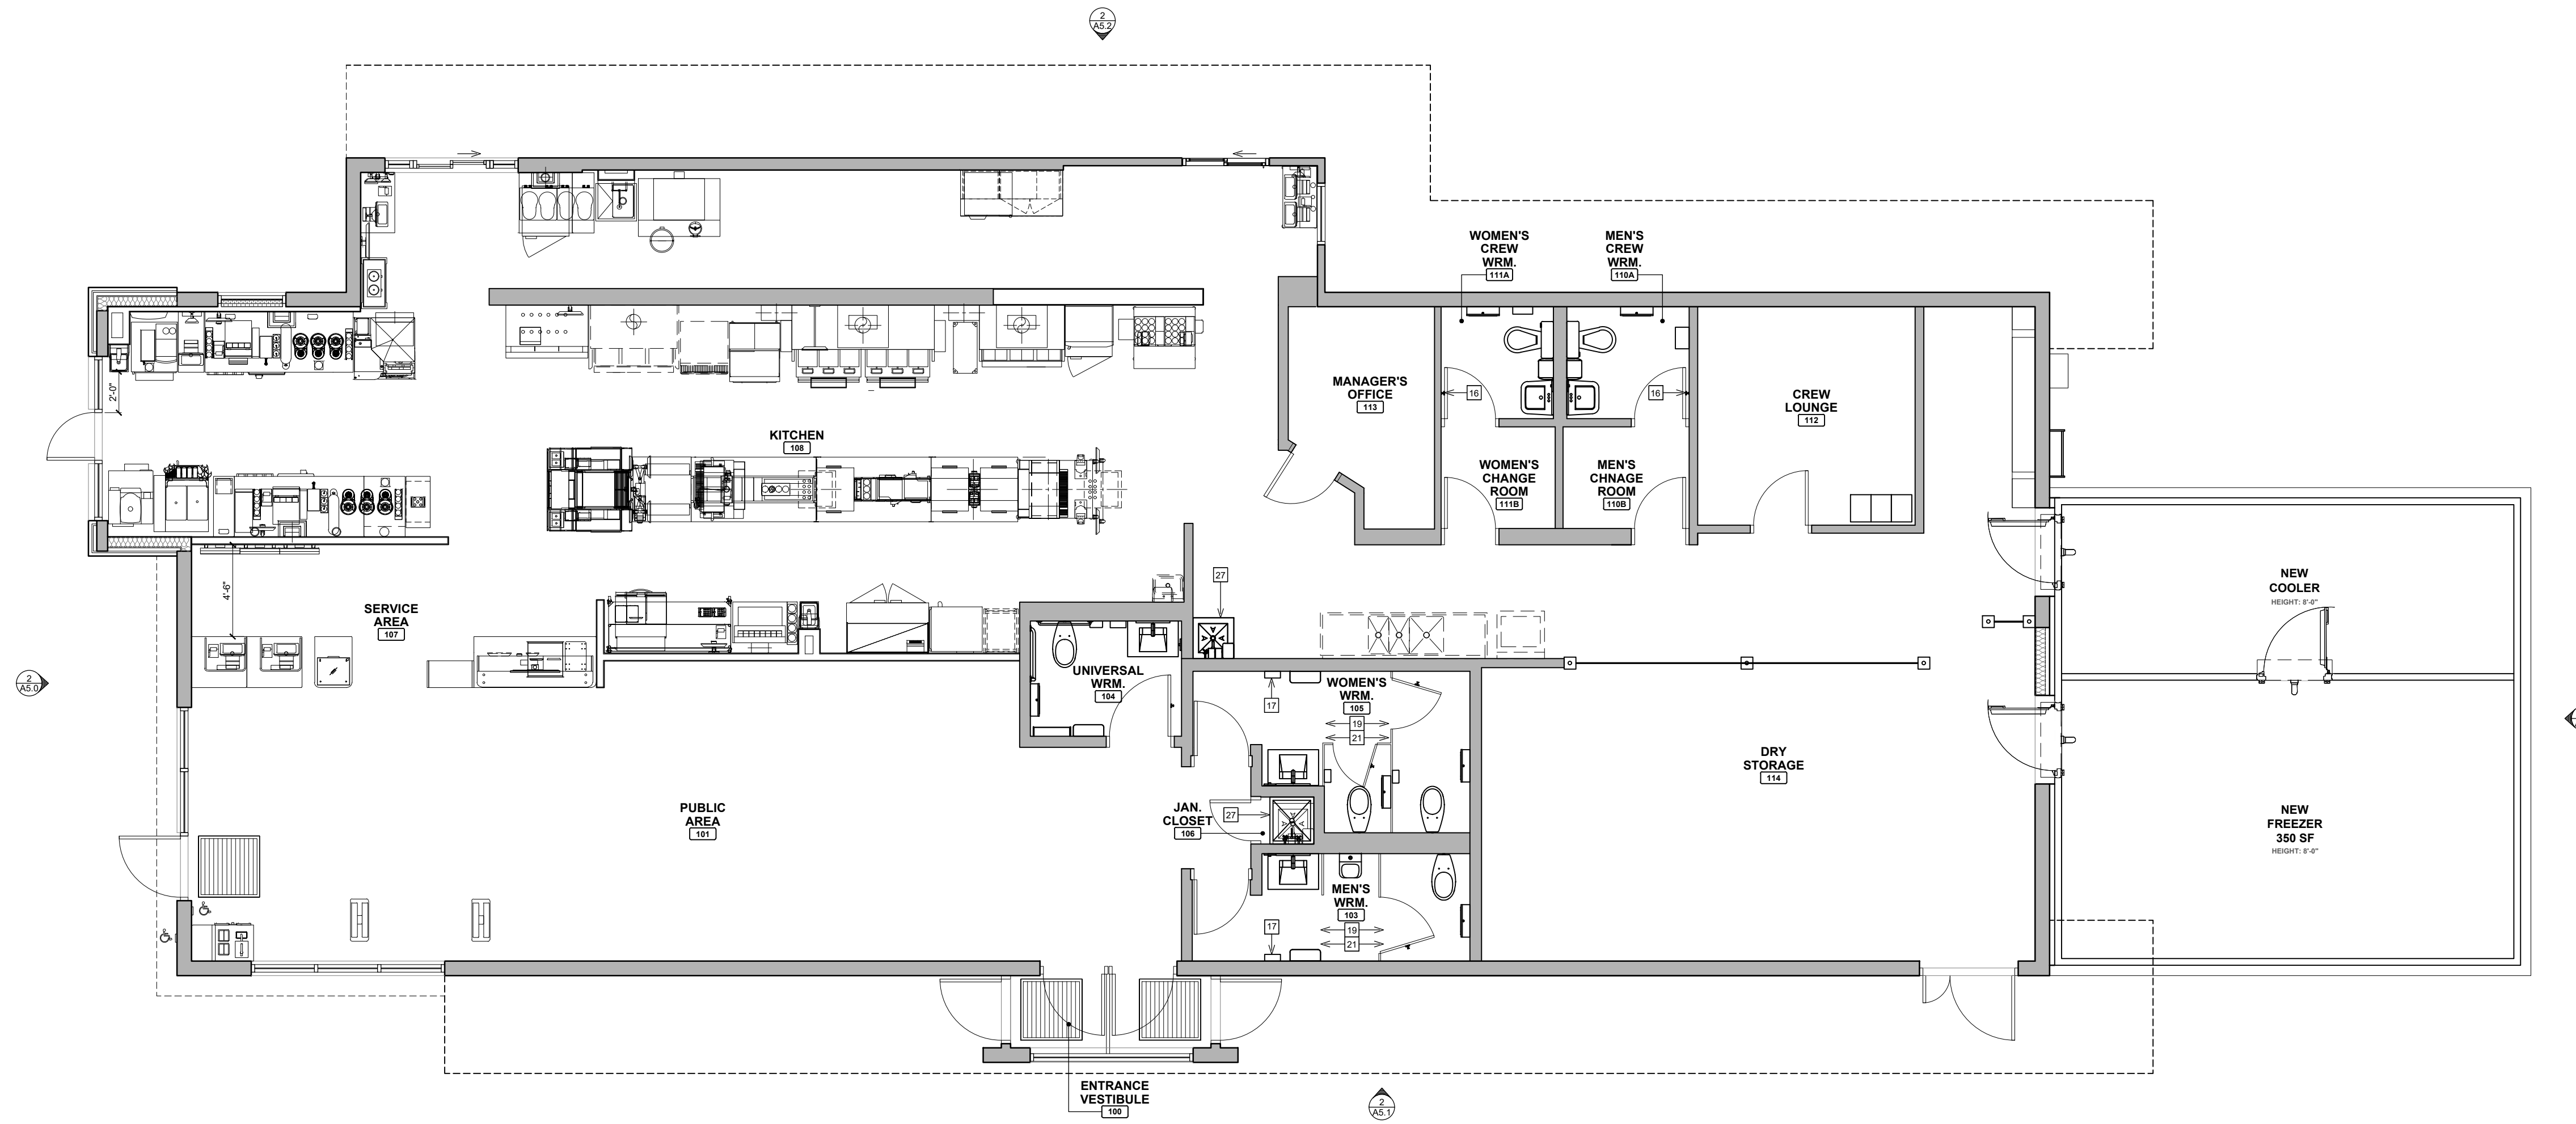 2
A5.2
WOMEN'S
CREW
WRM.
111A
MEN'S
CREW
WRM.
110A
2'-0"
MANAGER'S
OFFICE
113
16
16
CREW
LOUNGE
112
KITCHEN
108
WOMEN'S
CHANGE
ROOM
111B
MEN'S
CHNAGE
ROOM
110B
4'-6"
SERVICE
AREA
107
27
NEW
COOLER
HEIGHT: 8'-0"
2
A5.0
UNIVERSAL
WRM.
104
WOMEN'S
WRM.
105
17
19
21
DRY
STORAGE
114
PUBLIC
AREA
101
JAN.
CLOSET
106
27
NEW
FREEZER
350 SF
HEIGHT: 8'-0"
MEN'S
WRM.
103
17
19
21
ENTRANCE
VESTIBULE
100
2
A5.1